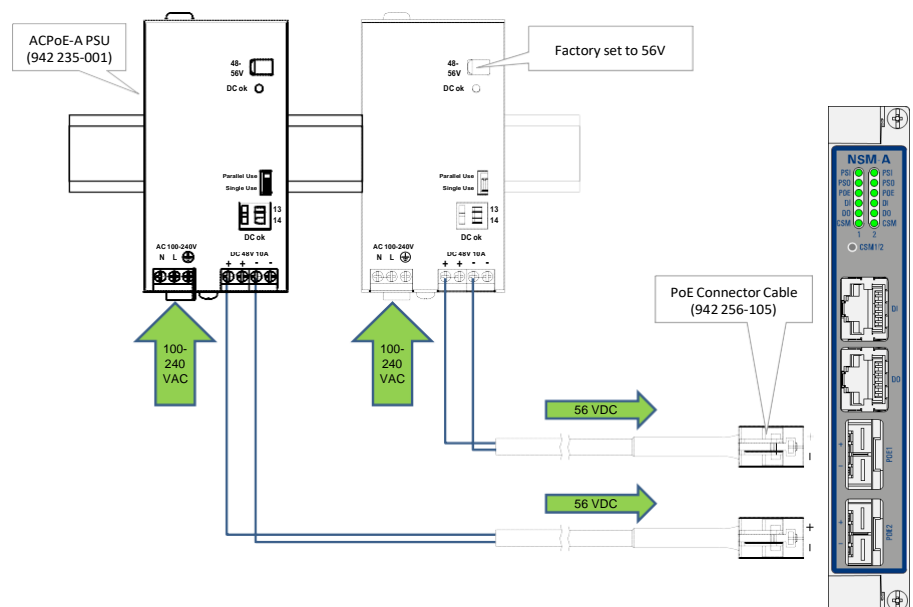 ACPoE-A PSU
(942 235-001)
48-
56V
DC ok
Parallel Use
Single Use
13
14
DC ok
AC 100-240V
N L
DC 48V 10A
+ + - -
100-
240
VAC
48-
56V
DC ok
Parallel Use
Single Use
13
14
DC ok
AC 100-240V
N L
DC 48V 10A
+ + - -
100-
240
VAC
Factory set to 56V
56 VDC
+
-
56 VDC
+
-
PoE Connector Cable
(942 256-105)
NSM-A
PSI PSI
PSO PSO
POE POE
DI DI
DO DO
CSM CSM
1 2
CSM1/2
DI
DO
+
-
POE1
+
-
POE2